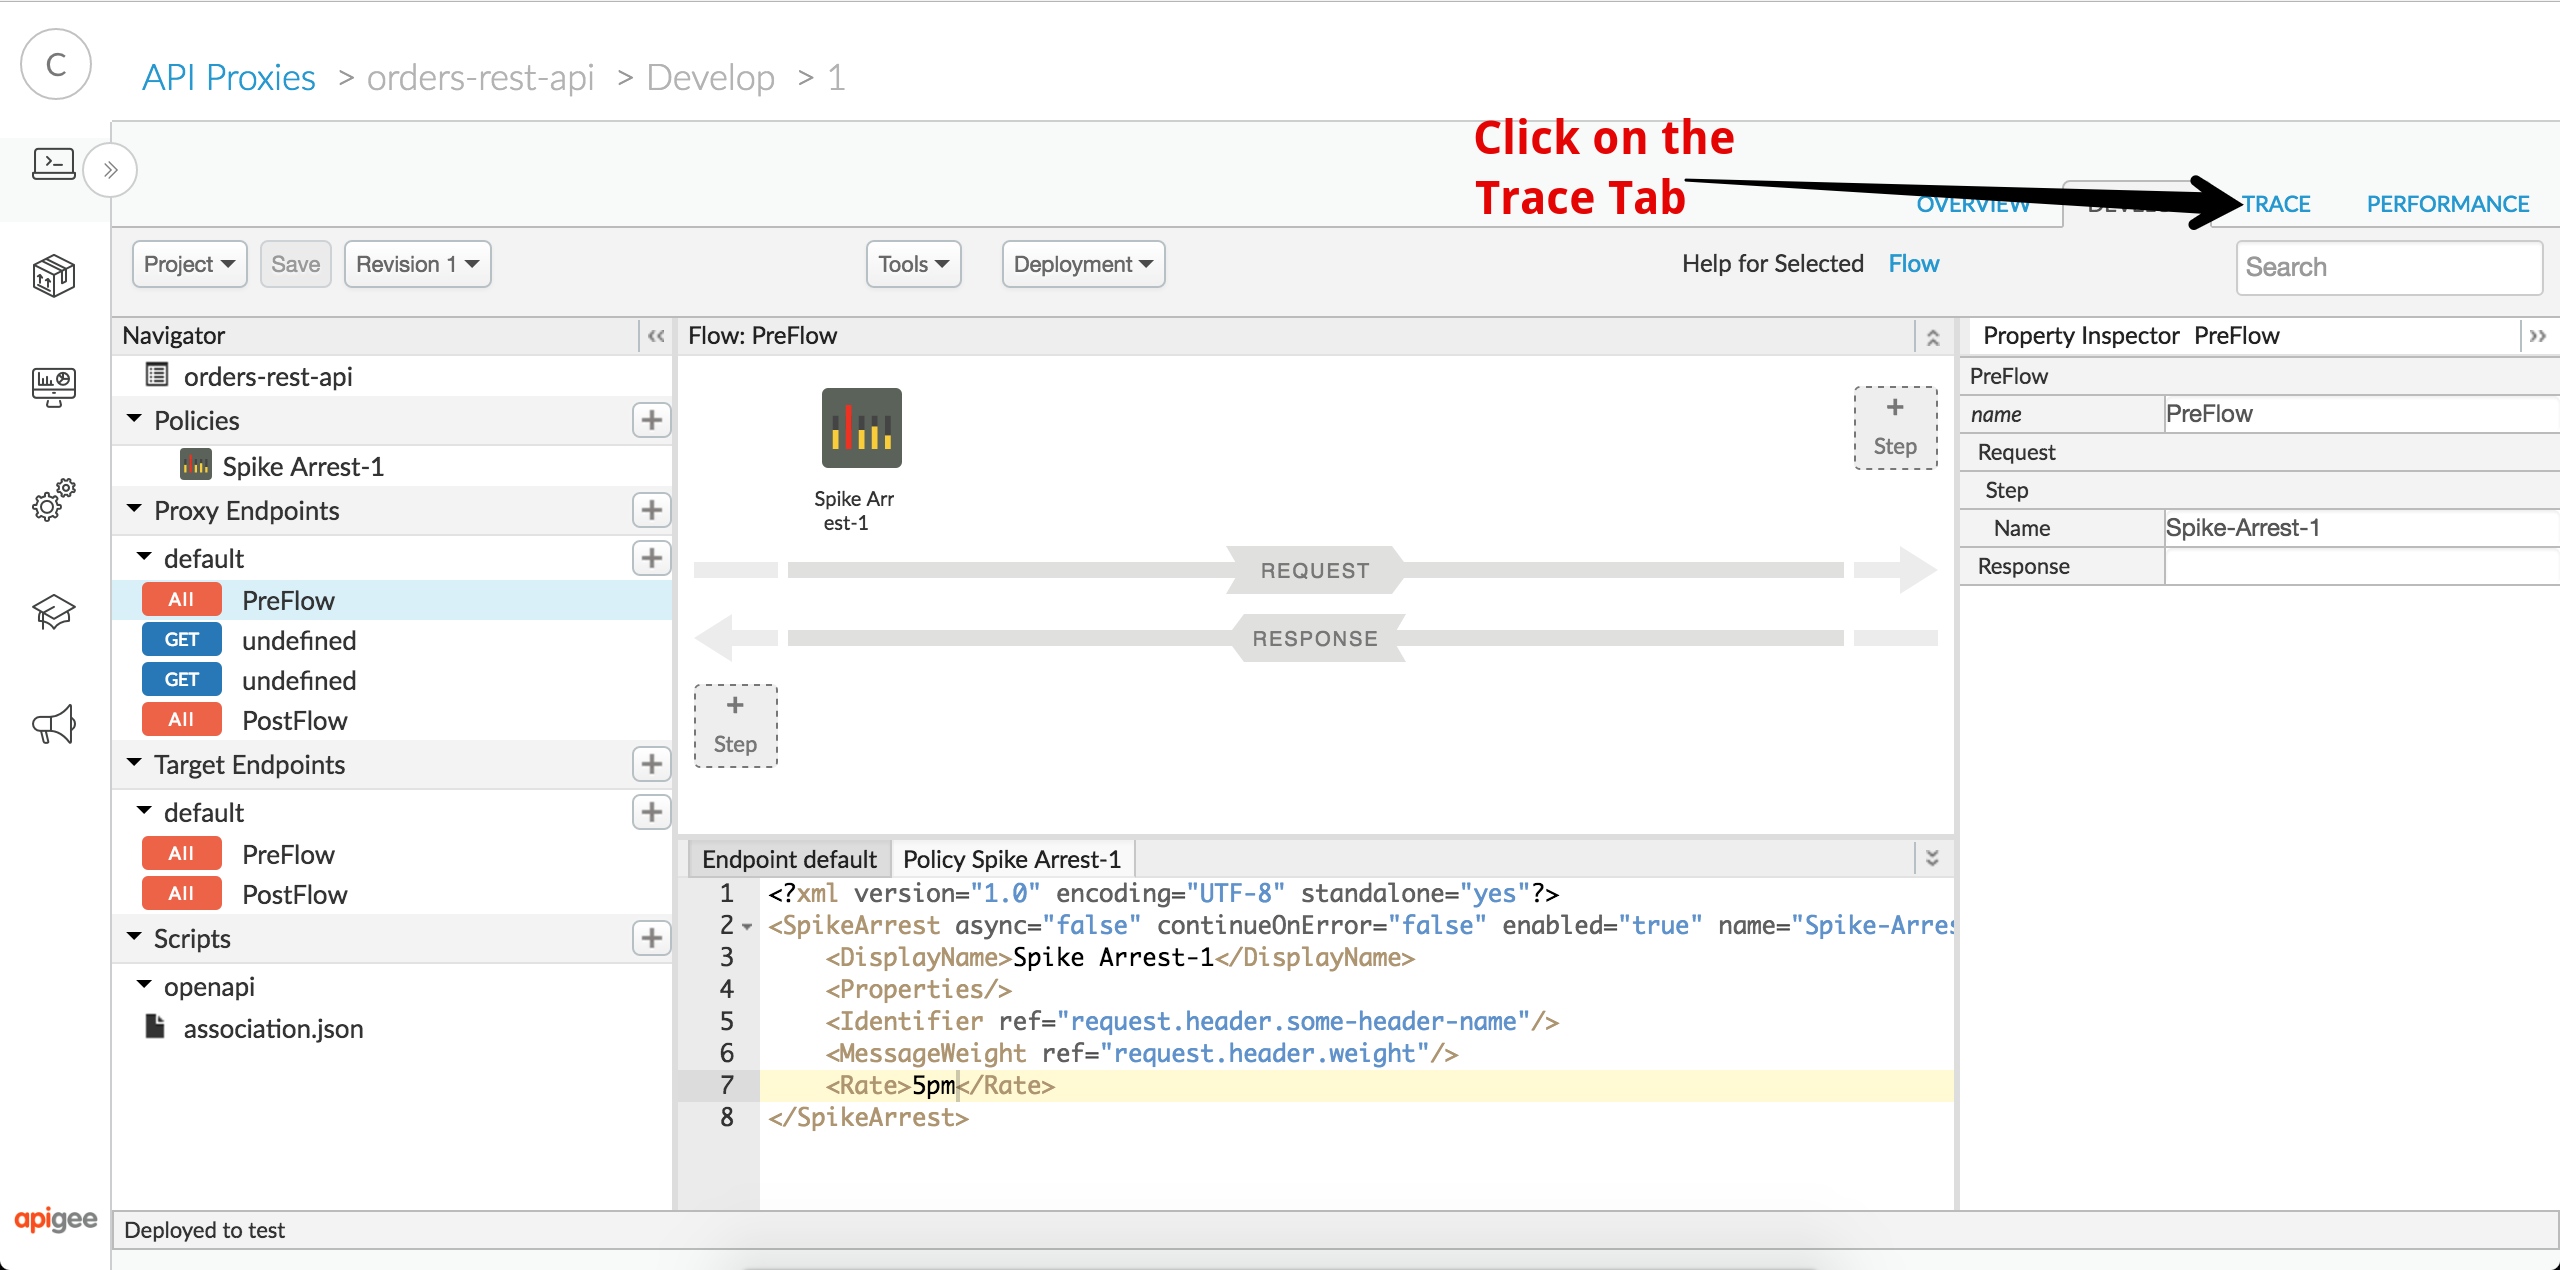 C
API Proxies > orders-rest-api > Develop > 1
Click on the
Trace Tab
OVERVIEW
TRACE
PERFORMANCE
Project
Save
Revision 1
Tools
Deployment
Help for Selected Flow
Search
Navigator
orders-rest-api
Policies
Spike Arrest-1
Proxy Endpoints
default
All PreFlow
GET undefined
GET undefined
All PostFlow
Target Endpoints
default
All PreFlow
All PostFlow
Scripts
openapi
association.json
Flow: PreFlow
Spike Arr
est-1
+
Step
REQUEST
RESPONSE
+
Step
Endpoint default
Policy Spike Arrest-1
1 <?xml version="1.0" encoding="UTF-8" standalone="yes"?>
2 <SpikeArrest async="false" continueOnError="false" enabled="true" name="Spike-Arres
3 <DisplayName>Spike Arrest-1</DisplayName>
4 <Properties/>
5 <Identifier ref="request.header.some-header-name"/>
6 <MessageWeight ref="request.header.weight"/>
7 <Rate>5pm</Rate>
8 </SpikeArrest>
Property Inspector PreFlow
PreFlow
name PreFlow
Request
Step
Name Spike-Arrest-1
Response
apigee
Deployed to test